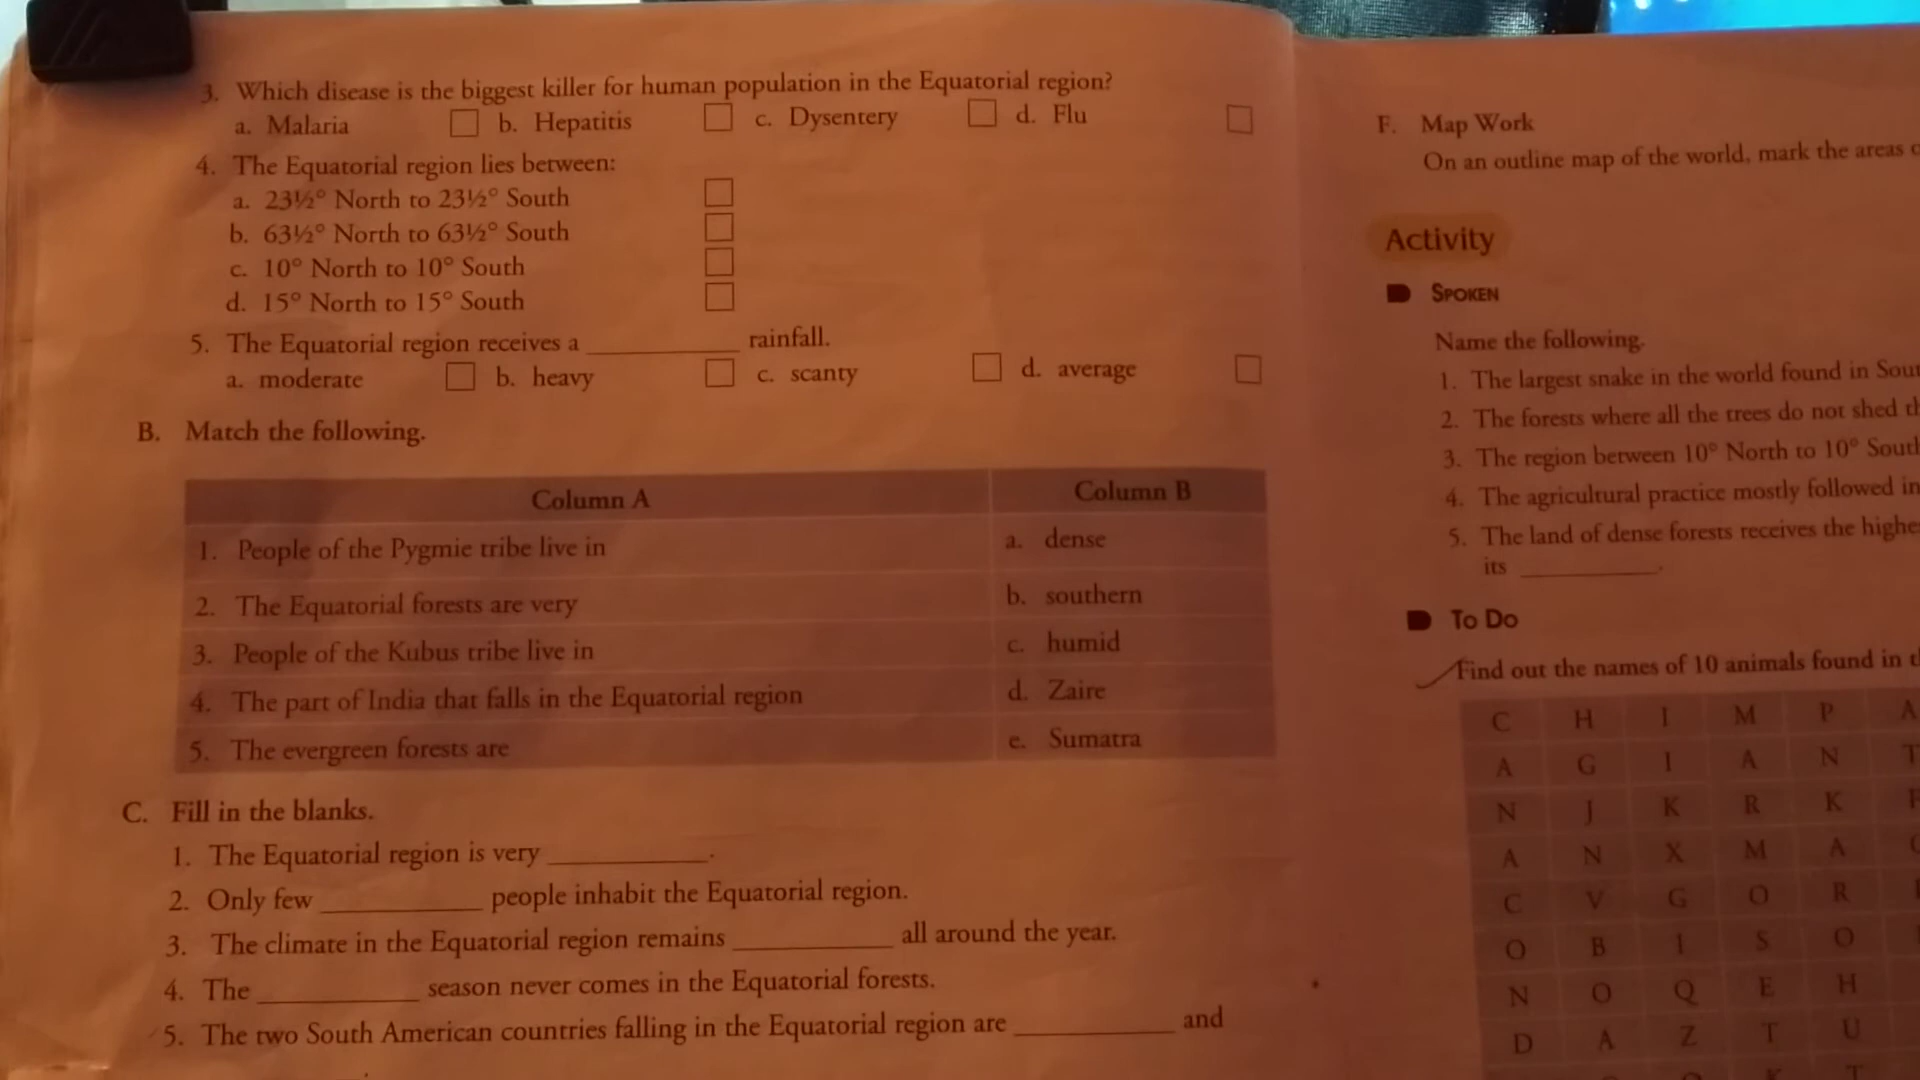 3. Which disease is the biggest killer for human population in the Equatorial region?
a. Malaria b. Hepatitis c. Dysentery d. Flu
4. The Equatorial region lies between:
a. 23½° North to 23½° South
b. 63½° North to 63½° South
c. 10° North to 10° South
d. 15° North to 15° South
5. The Equatorial region receives a ____________ rainfall.
a. moderate b. heavy c. scanty d. average
B. Match the following.
Column A Column B
1. People of the Pygmie tribe live in a. dense
2. The Equatorial forests are very b. southern
3. People of the Kubus tribe live in c. humid
4. The part of India that falls in the Equatorial region d. Zaire
5. The evergreen forests are e. Sumatra
C. Fill in the blanks.
1. The Equatorial region is very ____________.
2. Only few ____________ people inhabit the Equatorial region.
3. The climate in the Equatorial region remains ____________ all around the year.
4. The ____________ season never comes in the Equatorial forests.
5. The two South American countries falling in the Equatorial region are ____________ and
F. Map Work
On an outline map of the world, mark the areas
Activity
SPOKEN
Name the following.
1. The largest snake in the world found in
2. The forests where all the trees do not shed
3. The region between 10° North to 10°
4. The agricultural practice mostly followed in
5. The land of dense forests receives the
its ____________.
To Do
Find out the names of 10 animals found in
C H I M P A
A G I A N T
N J K R K
A N X M A
C V G O R
O B I S O
N O Q E H
D A Z T U